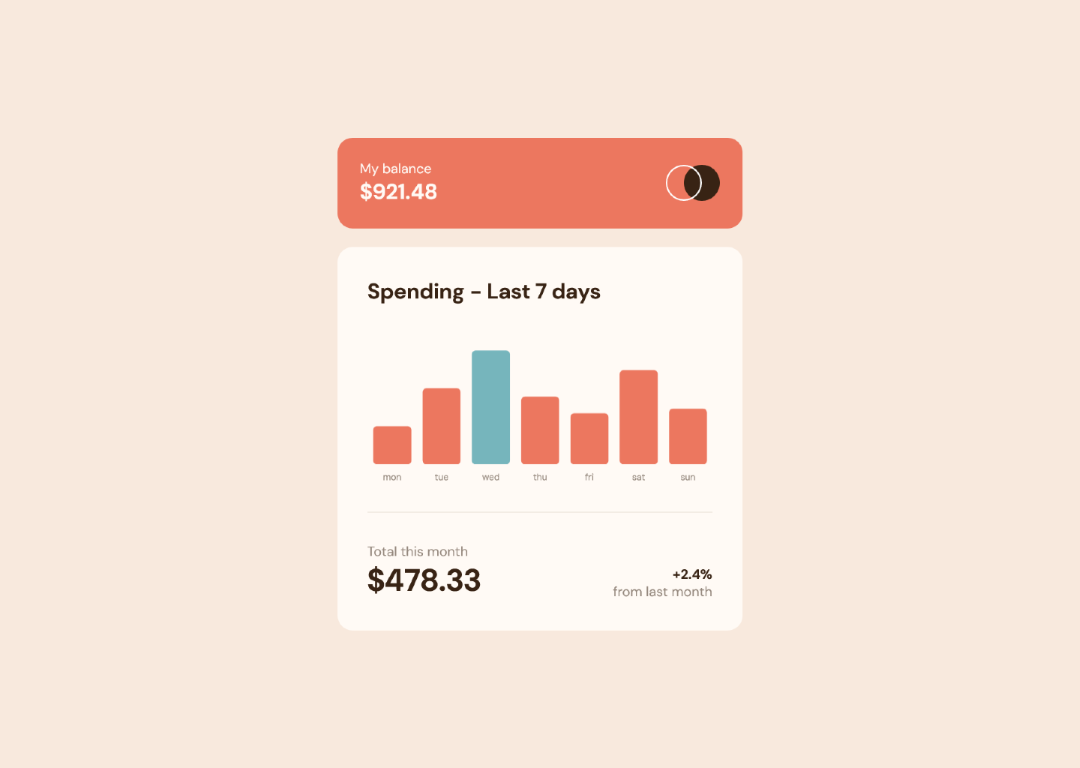 My balance
$921.48
Spending - Last 7 days
mon
tue
wed
thu
fri
sat
sun
Total this month
$478.33
+2.4%
from last month